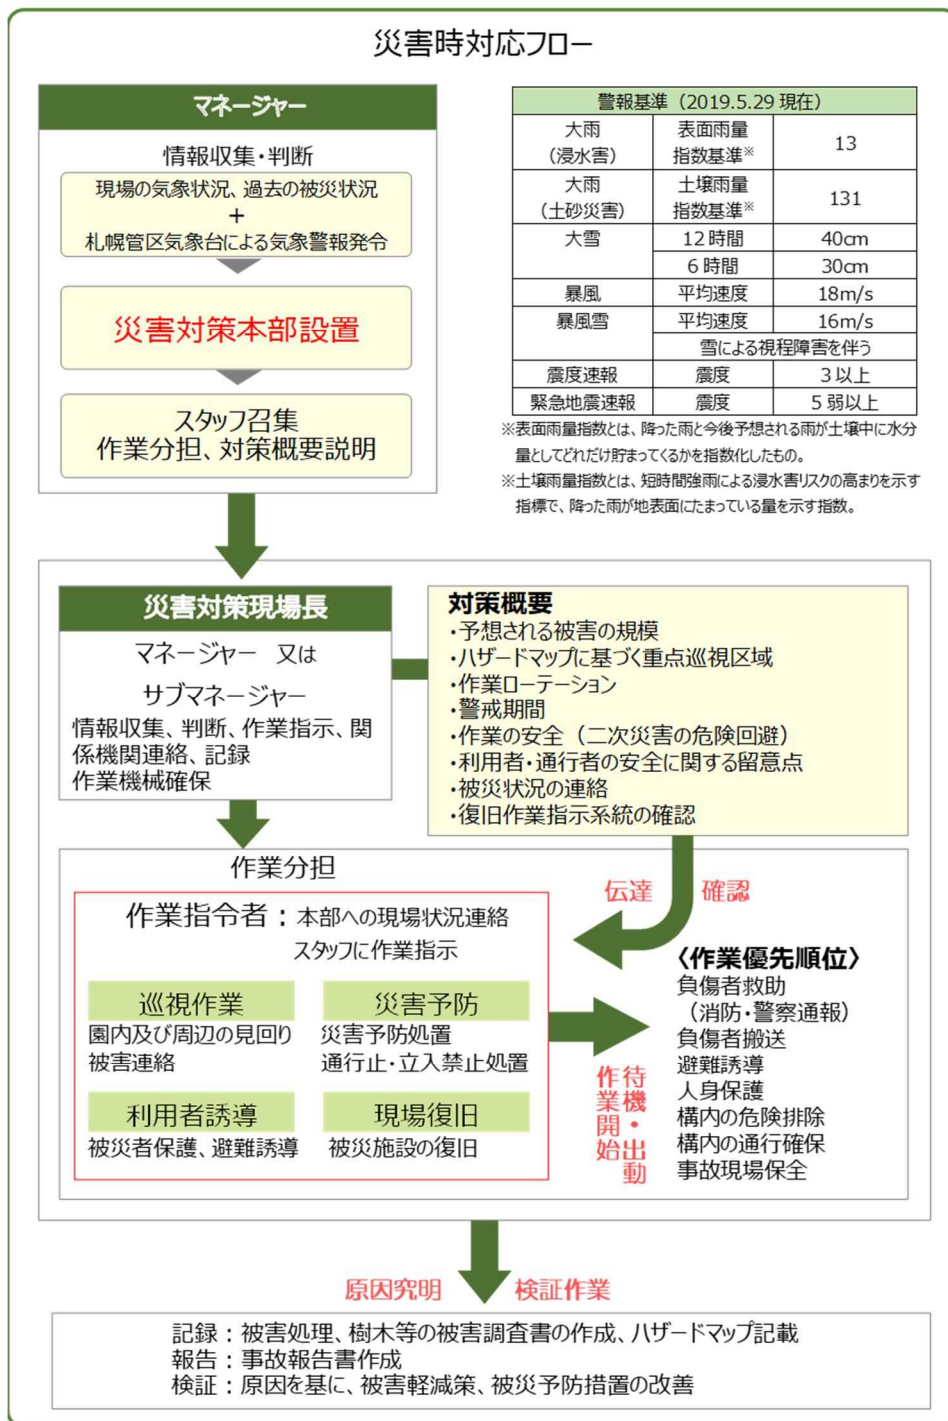 災害時対応フロー
マネージャー
情報収集・判断
現場の気象状況、過去の被災状況
+
札幌管区気象台による気象警報発令
災害対策本部設置
スタッフ召集
作業分担、対策概要説明
警報基準（2019.5.29 現在）
大雨
（浸水害）
表面雨量
指数基準※
13
大雨
（土砂災害）
土壌雨量
指数基準※
131
大雪
12 時間
40cm
6 時間
30cm
暴風
平均速度
18m/s
暴風雪
平均速度
16m/s
雪による視程障害を伴う
震度速報
震度
3 以上
緊急地震速報
震度
5 弱以上
※表面雨量指数とは、降った雨と今後予想される雨が土壌中に水分
量としてどれだけ貯まってくるかを指数化したもの。
※土壌雨量指数とは、短時間強雨による浸水害リスクの高まりを示す
指標で、降った雨が地表面にたまっている量を示す指数。
災害対策現場長
マネージャー 又は
サブマネージャー
情報収集、判断、作業指示、関
係機関連絡、記録
作業機械確保
対策概要
・予想される被害の規模
・ハザードマップに基づく重点巡視区域
・作業ローテーション
・警戒期間
・作業の安全（二次災害の危険回避）
・利用者・通行者の安全に関する留意点
・被災状況の連絡
・復旧作業指示系統の確認
伝達 確認
作業分担
作業指令者：本部への現場状況連絡
スタッフに作業指示
巡視作業
園内及び周辺の見回り
被害連絡
災害予防
災害予防処置
通行止・立入禁止処置
利用者誘導
被災者保護、避難誘導
現場復旧
被災施設の復旧
待機・出動
作業開始
〈作業優先順位〉
負傷者救助
（消防・警察通報）
負傷者搬送
避難誘導
人身保護
構内の危険排除
構内の通行確保
事故現場保全
原因究明 検証作業
記録：被害処理、樹木等の被害調査書の作成、ハザードマップ記載
報告：事故報告書作成
検証：原因を基に、被害軽減策、被災予防措置の改善